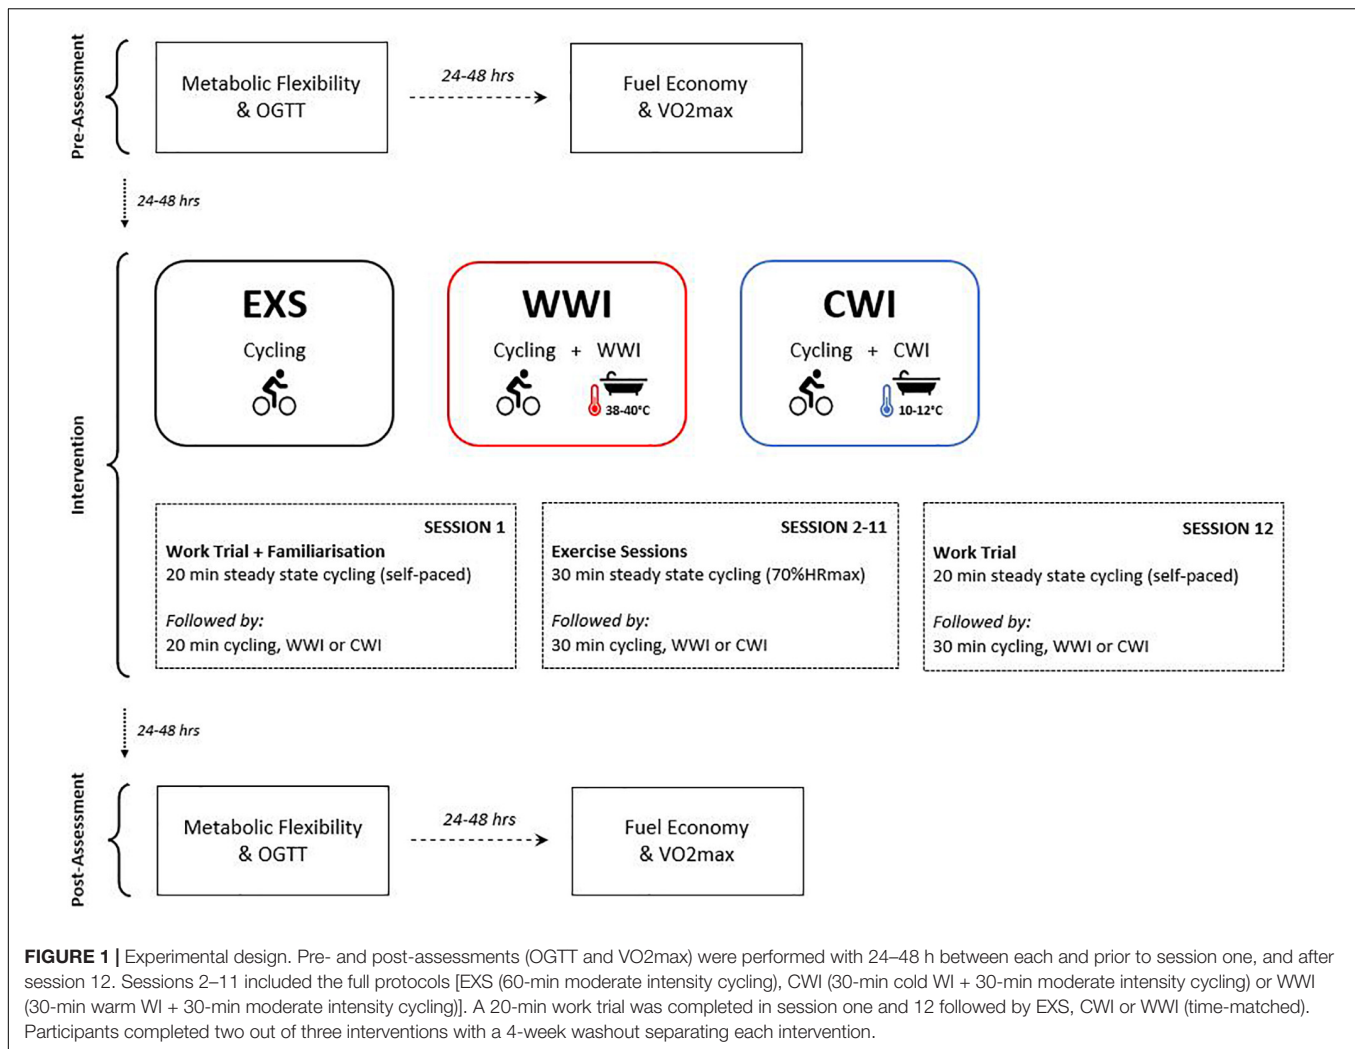 Pre-Assessment
Metabolic Flexibility
& OGTT
24-48 hrs
Fuel Economy
& VO2max
24-48 hrs
Intervention
EXS
Cycling
WWI
Cycling + WWI
38-40°C
CWI
Cycling + CWI
10-12°C
SESSION 1
Work Trial + Familiarisation
20 min steady state cycling (self-paced)
Followed by:
20 min cycling, WWI or CWI
SESSION 2-11
Exercise Sessions
30 min steady state cycling (70%HRmax)
Followed by:
30 min cycling, WWI or CWI
SESSION 12
Work Trial
20 min steady state cycling (self-paced)
Followed by:
30 min cycling, WWI or CWI
24-48 hrs
Post-Assessment
Metabolic Flexibility
& OGTT
24-48 hrs
Fuel Economy
& VO2max
FIGURE 1 | Experimental design. Pre- and post-assessments (OGTT and VO2max) were performed with 24–48 h between each and prior to session one, and after
session 12. Sessions 2–11 included the full protocols [EXS (60-min moderate intensity cycling), CWI (30-min cold WI + 30-min moderate intensity cycling) or WWI
(30-min warm WI + 30-min moderate intensity cycling)]. A 20-min work trial was completed in session one and 12 followed by EXS, CWI or WWI (time-matched).
Participants completed two out of three interventions with a 4-week washout separating each intervention.